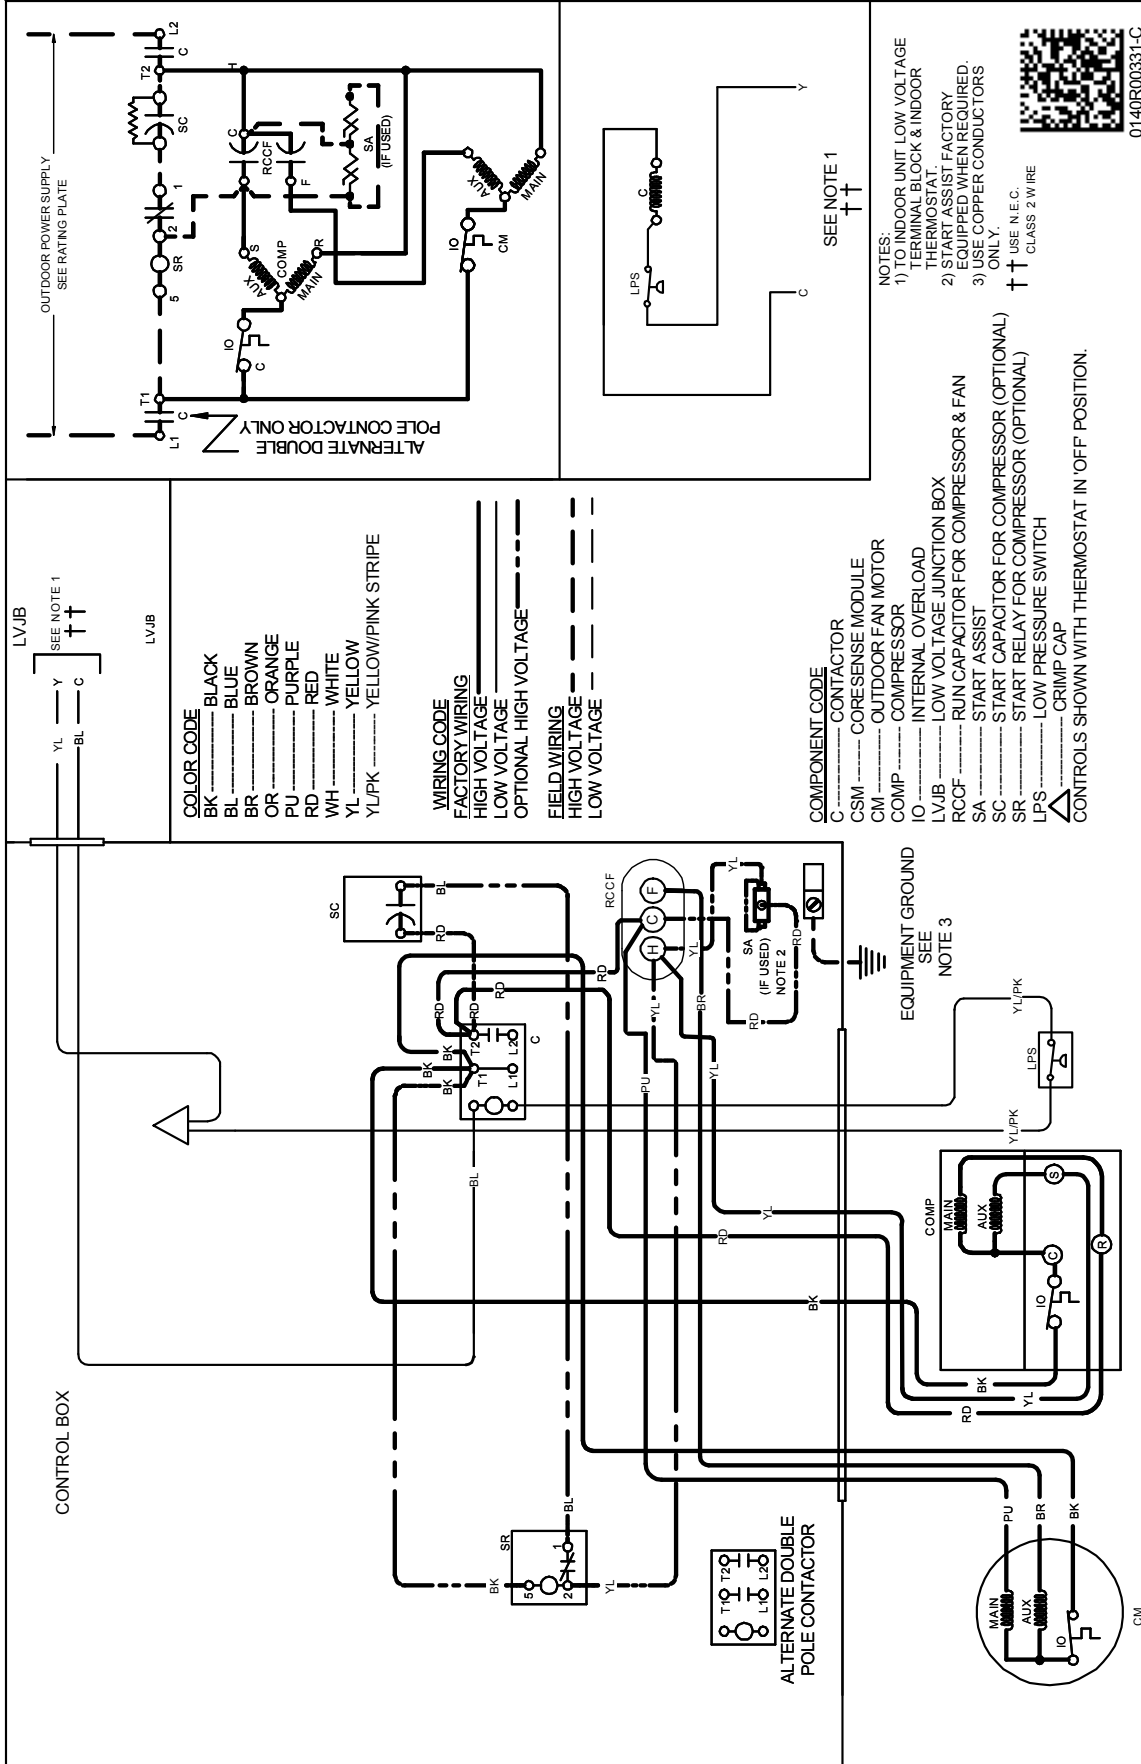 CONTROL BOX
LVJB
SEE NOTE 1
††
YL
Y
BL
C
LVJB
COLOR CODE
BK ---------- BLACK
BL ---------- BLUE
BR ---------- BROWN
OR ---------- ORANGE
PU ---------- PURPLE
RD ---------- RED
WH ---------- WHITE
YL ---------- YELLOW
YL/PK ---------- YELLOW/PINK STRIPE
WIRING CODE
FACTORY WIRING
HIGH VOLTAGE
LOW VOLTAGE
OPTIONAL HIGH VOLTAGE
FIELD WIRING
HIGH VOLTAGE
LOW VOLTAGE
COMPONENT CODE
C ---------- CONTACTOR
CSM ---------- CORESENSE MODULE
CM ---------- OUTDOOR FAN MOTOR
COMP ---------- COMPRESSOR
IO ---------- INTERNAL OVERLOAD
LVJB ---------- LOW VOLTAGE JUNCTION BOX
RCCF ---------- RUN CAPACITOR FOR COMPRESSOR & FAN
SA ---------- START ASSIST
SC ---------- START CAPACITOR FOR COMPRESSOR (OPTIONAL)
SR ---------- START RELAY FOR COMPRESSOR (OPTIONAL)
LPS ---------- LOW PRESSURE SWITCH
---------- CRIMP CAP
CONTROLS SHOWN WITH THERMOSTAT IN 'OFF' POSITION.
OUTDOOR POWER SUPPLY
SEE RATING PLATE
L1
C
T1
5
SR
2
1
SC
T2
C
L2
ALTERNATE DOUBLE
POLE CONTACTOR ONLY
IO
C
AUX
S
COMP
MAIN
R
C
RCCF
H
F
SA
(IF USED)
IO
CM
AUX
MAIN
LPS
C
C
Y
SEE NOTE 1
††
NOTES:
1) TO INDOOR UNIT LOW VOLTAGE
TERMINAL BLOCK & INDOOR
THERMOSTAT.
2) START ASSIST FACTORY
EQUIPPED WHEN REQUIRED.
3) USE COPPER CONDUCTORS
ONLY.
†† USE N.E.C.
CLASS 2 WIRE
0140R00331-C
SC
RD
BL
BK
BK
BK
RD
RD
RD
RD
T1
T2
L1
L2
C
BL
RCCF
H
C
F
YL
YL
YL
BR
PU
YL
RD
RD
SA
(IF USED)
NOTE 2
EQUIPMENT GROUND
SEE
NOTE 3
SR
5
2
1
BK
YL
BL
T1
T2
L1
L2
ALTERNATE DOUBLE
POLE CONTACTOR
BK
RD
YL
YL/PK
YL/PK
LPS
COMP
MAIN
AUX
S
C
R
IO
BK
YL
RD
PU
BR
BK
MAIN
AUX
IO
CM